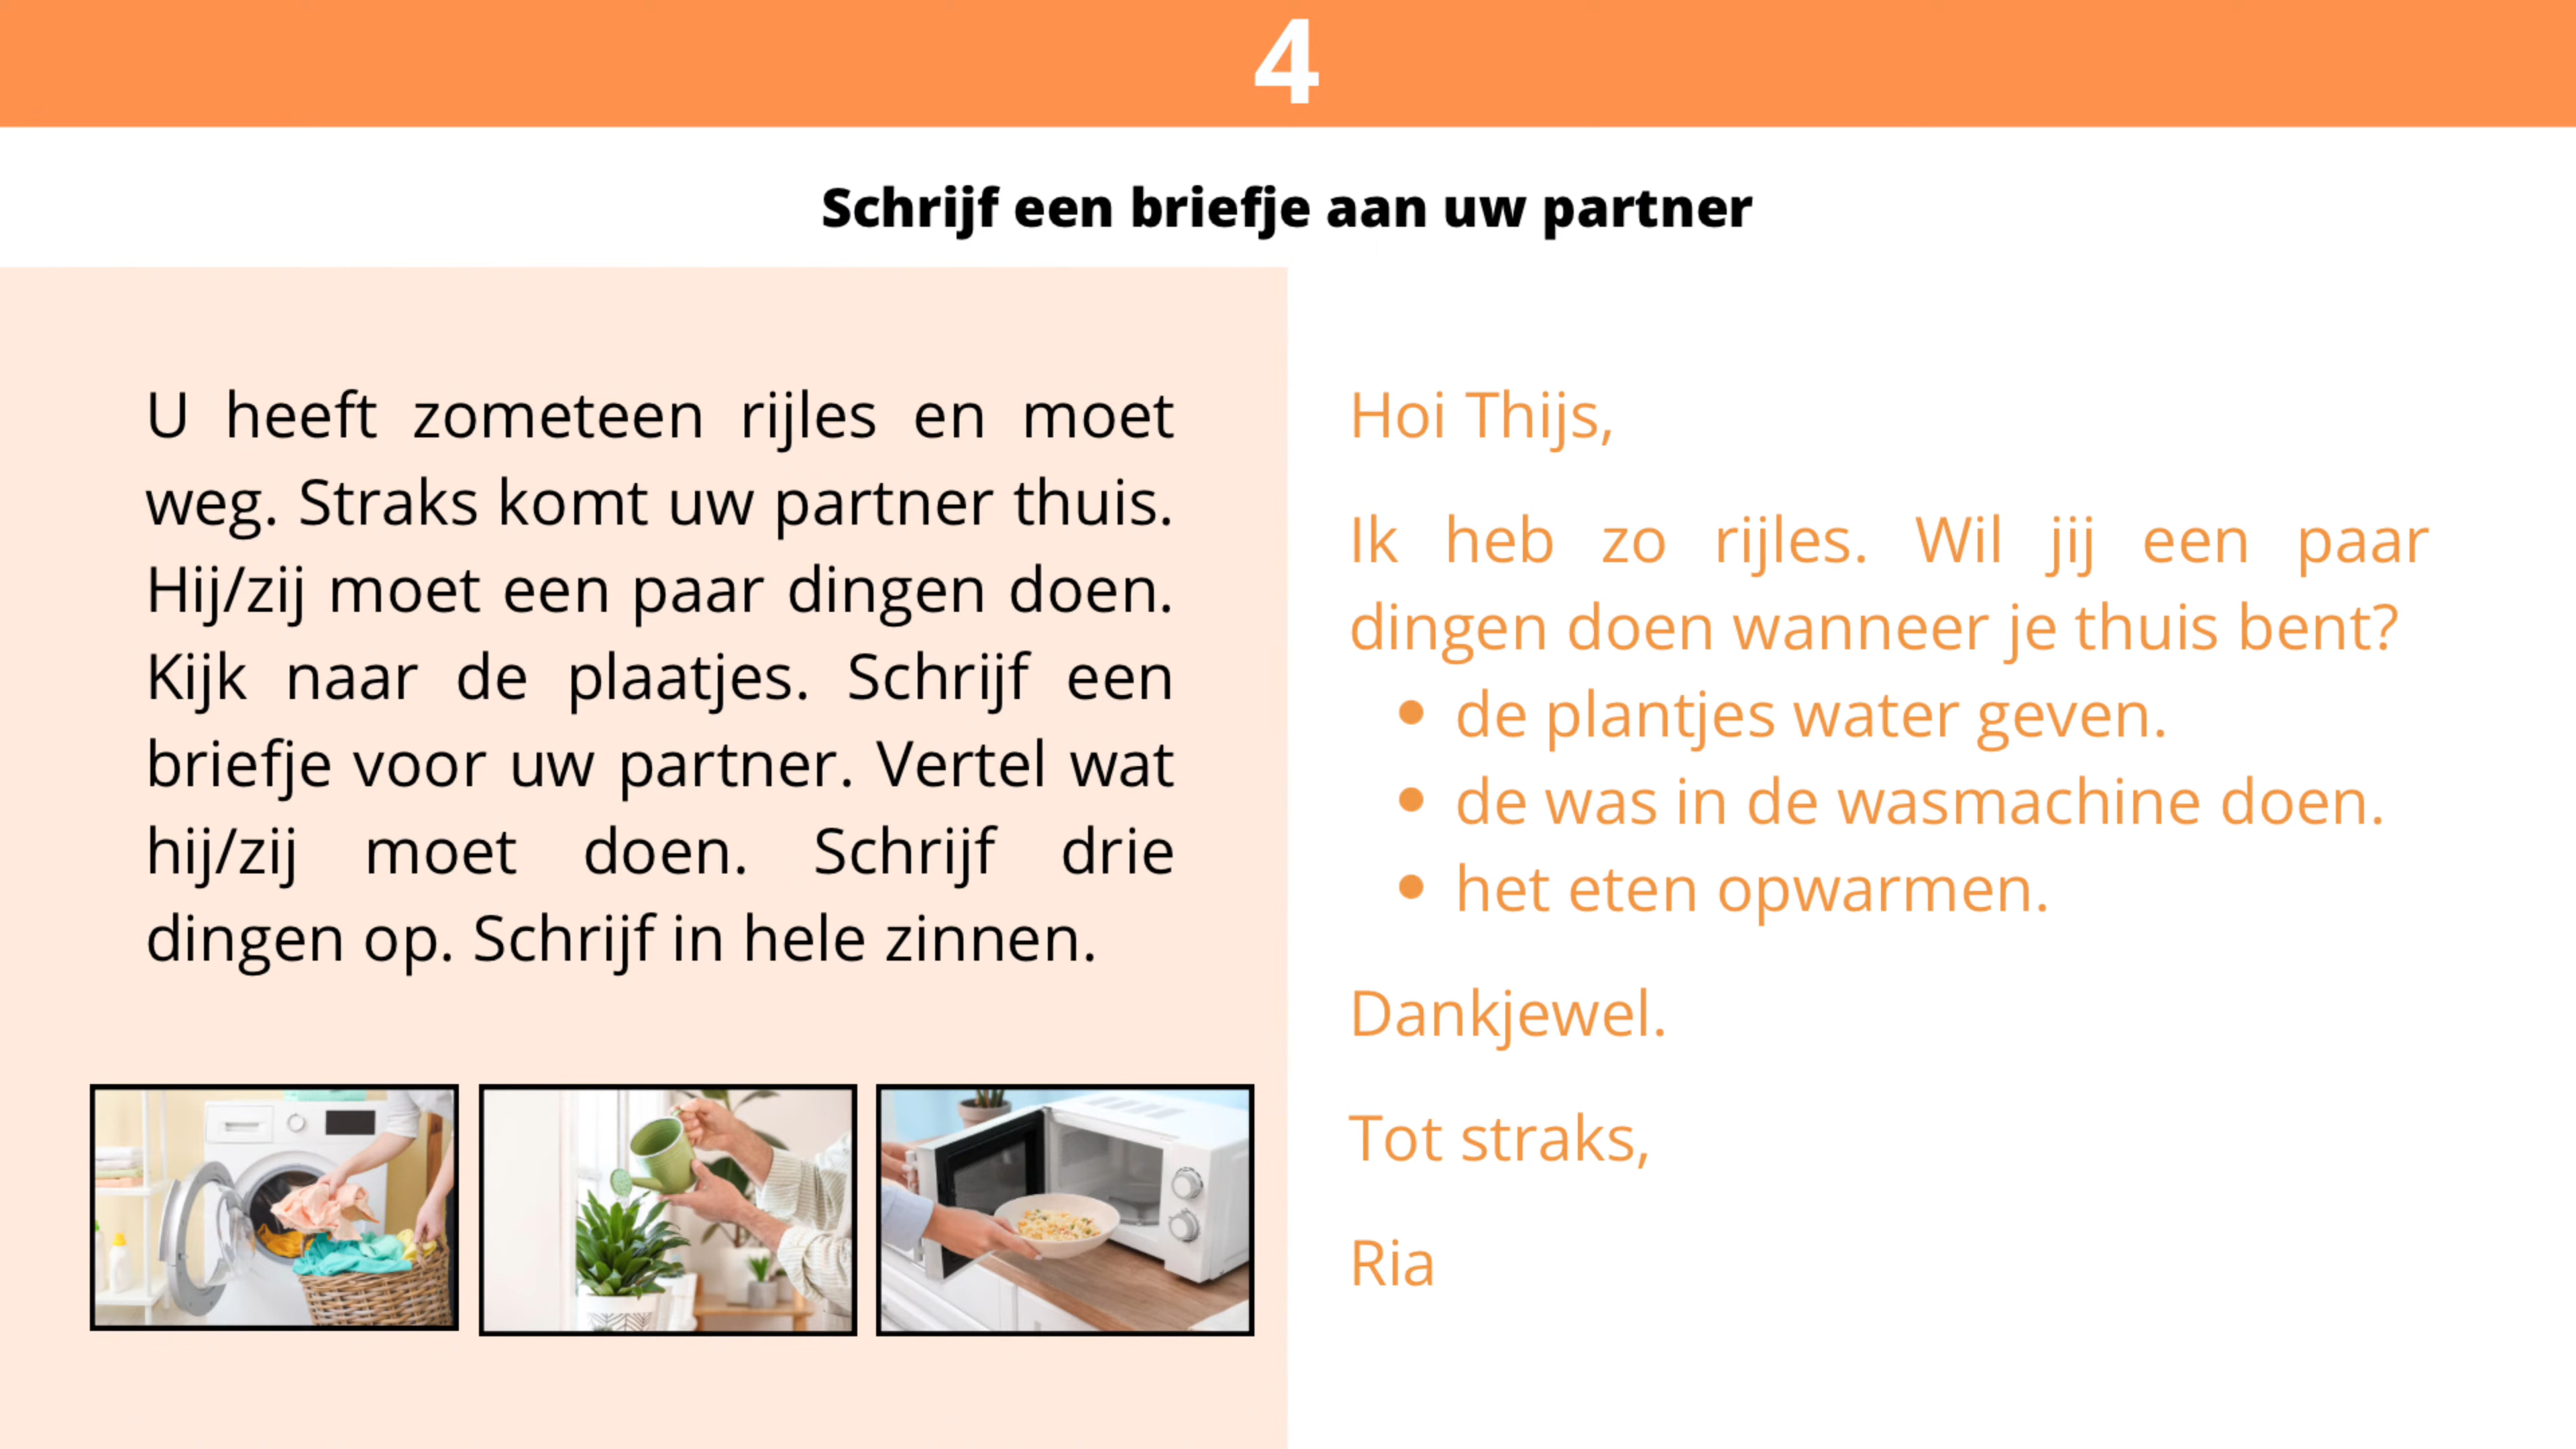 4
Schrijf een briefje aan uw partner
U heeft zometeen rijles en moet
weg. Straks komt uw partner thuis.
Hij/zij moet een paar dingen doen.
Kijk naar de plaatjes. Schrijf een
briefje voor uw partner. Vertel wat
hij/zij moet doen. Schrijf drie
dingen op. Schrijf in hele zinnen.
Hoi Thijs,
Ik heb zo rijles. Wil jij een paar
dingen doen wanneer je thuis bent?
• de plantjes water geven.
• de was in de wasmachine doen.
• het eten opwarmen.
Dankjewel.
Tot straks,
Ria